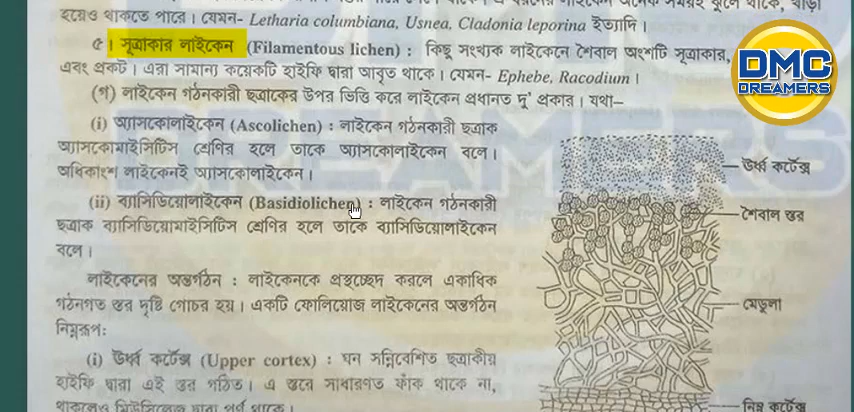 হয়েও থাকতে পারে। যেমন- Letharia columbiana, Usnea, Cladonia leporina ইত্যাদি।
৫। সূত্রাকার লাইকেন (Filamentous lichen) : কিছু সংখ্যক লাইকেনে শৈবাল অংশটি সূত্রাকার,
এবং প্রকট। এরা সামান্য কয়েকটি হাইফি দ্বারা আবৃত থাকে। যেমন- Ephebe, Racodium।
(গ) লাইকেন গঠনকারী ছত্রাকের উপর ভিত্তি করে লাইকেন প্রধানত দু' প্রকার। যথা–
(i) অ্যাসকোলাইকেন (Ascolichen) : লাইকেন গঠনকারী ছত্রাক
অ্যাসকোমাইসিটিস শ্রেণির হলে তাকে অ্যাসকোলাইকেন বলে।
অধিকাংশ লাইকেনই অ্যাসকোলাইকেন।
(ii) ব্যাসিডিয়োলাইকেন (Basidiolichen) : লাইকেন গঠনকারী
ছত্রাক ব্যাসিডিয়োমাইসিটিস শ্রেণির হলে তাকে ব্যাসিডিয়োলাইকেন
বলে।
লাইকেনের অন্তর্গঠন : লাইকেনকে প্রস্থচ্ছেদ করলে একাধিক
গঠনগত স্তর দৃষ্টি গোচর হয়। একটি ফোলিয়োজ লাইকেনের অন্তর্গঠন
নিম্নরূপ:
(i) ঊর্ধ্ব কর্টেক্স (Upper cortex) : ঘন সন্নিবেশিত ছত্রাকীয়
হাইফি দ্বারা এই স্তর গঠিত। এ স্তরে সাধারণত ফাঁক থাকে না,
ঊর্ধ্ব কর্টেক্স
শৈবাল স্তর
মেডুলা
নিম্ন কর্টেক্স
DMC
DREAMERS
DREAMERS